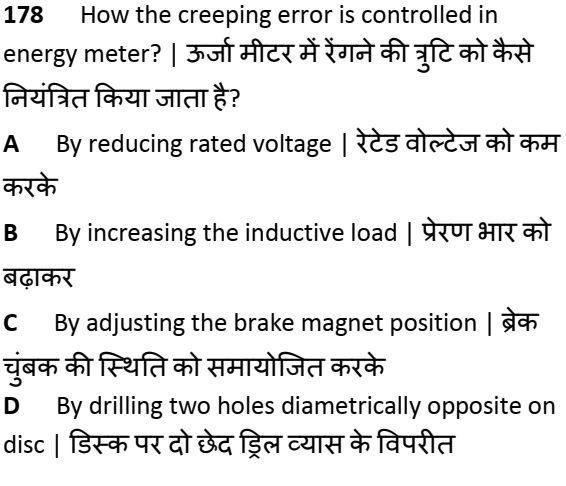 178 How the creeping error is controlled in
energy meter? | ऊर्जा मीटर में रेंगने की त्रुटि को कैसे
नियंत्रित किया जाता है?
A By reducing rated voltage | रेटेड वोल्टेज को कम
करके
B By increasing the inductive load | प्रेरण भार को
बढ़ाकर
C By adjusting the brake magnet position | ब्रेक
चुंबक की स्थिति को समायोजित करके
D By drilling two holes diametrically opposite on
disc | डिस्क पर दो छेद ड्रिल व्यास के विपरीत